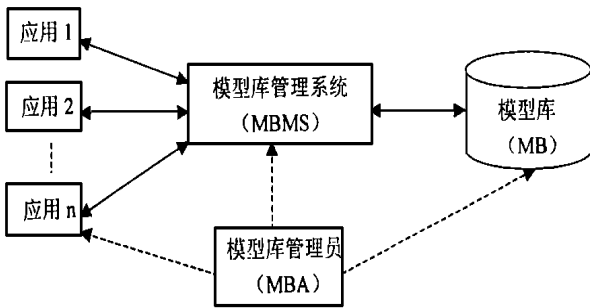 应用 1
应用 2
应用 n
模型库管理系统
（MBMS）
模型库
（MB）
模型库管理员
（MBA）